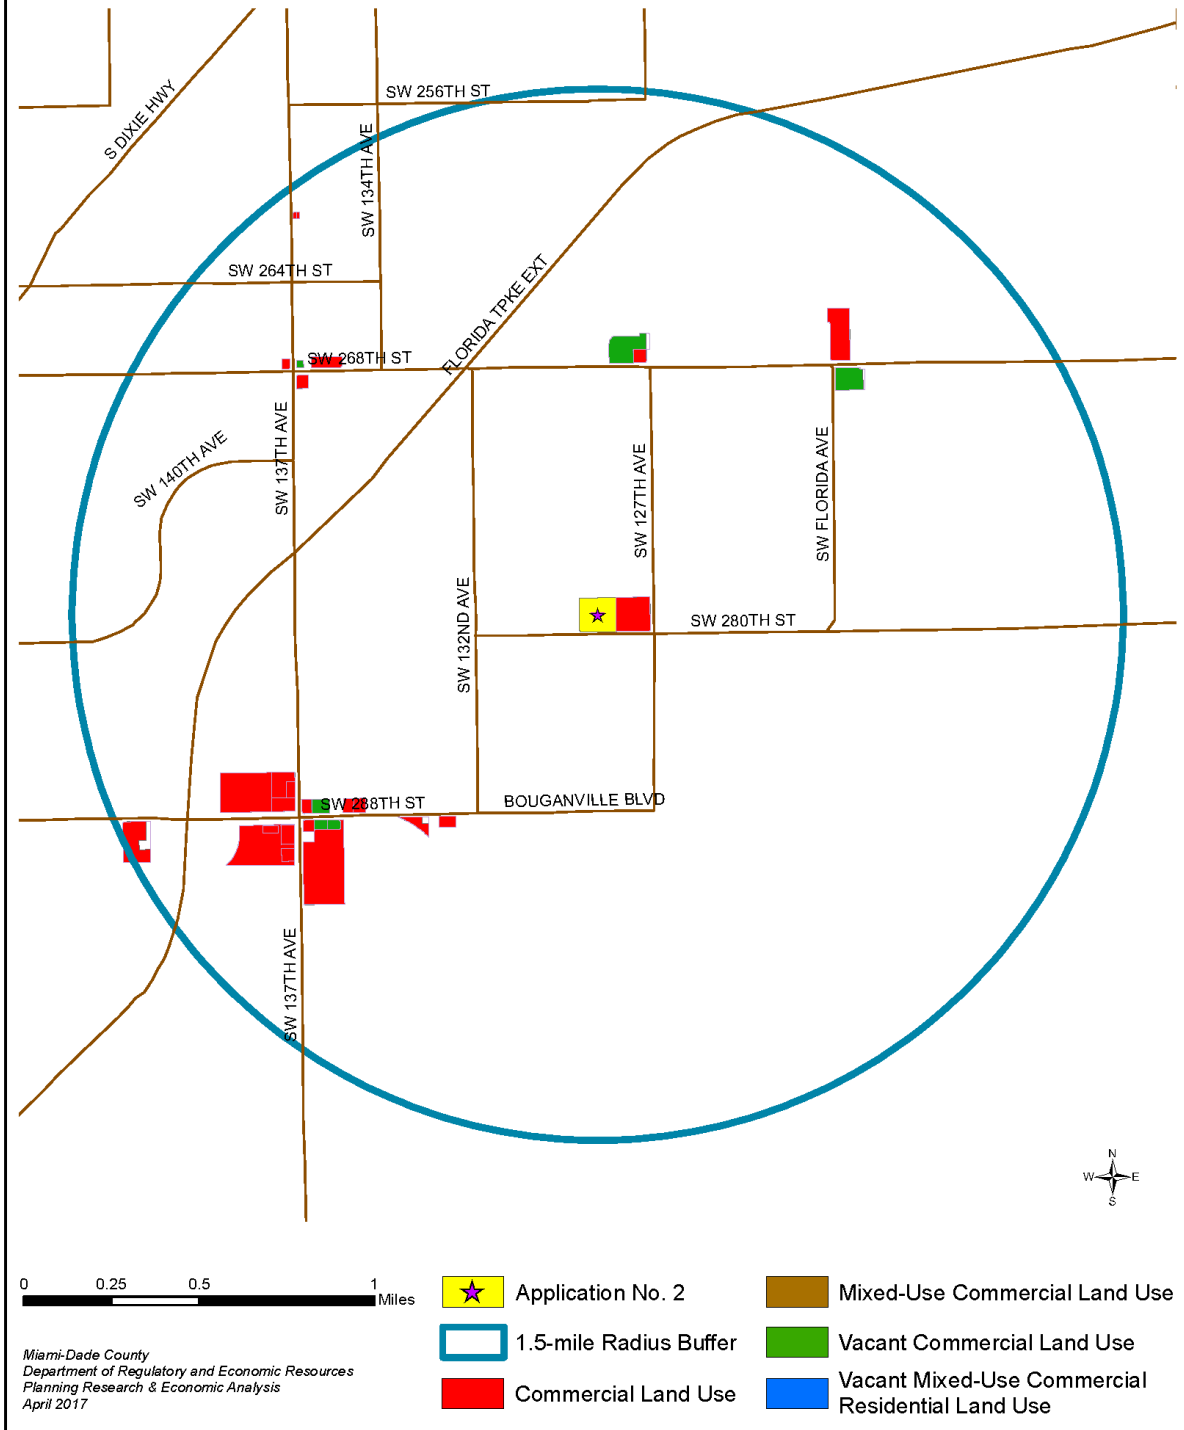 SW 256TH ST
S DIXIE HWY
SW 134TH AVE
SW 264TH ST
FLORIDA TPKE EXT
SW 268TH ST
SW 137TH AVE
SW 140TH AVE
SW 127TH AVE
SW FLORIDA AVE
SW 132ND AVE
SW 280TH ST
SW 288TH ST
BOUGANVILLE BLVD
SW 137TH AVE
N
W E
S
0 0.25 0.5 1
Miles
Application No. 2
Mixed-Use Commercial Land Use
1.5-mile Radius Buffer
Vacant Commercial Land Use
Commercial Land Use
Vacant Mixed-Use Commercial
Residential Land Use
Miami-Dade County
Department of Regulatory and Economic Resources
Planning Research & Economic Analysis
April 2017